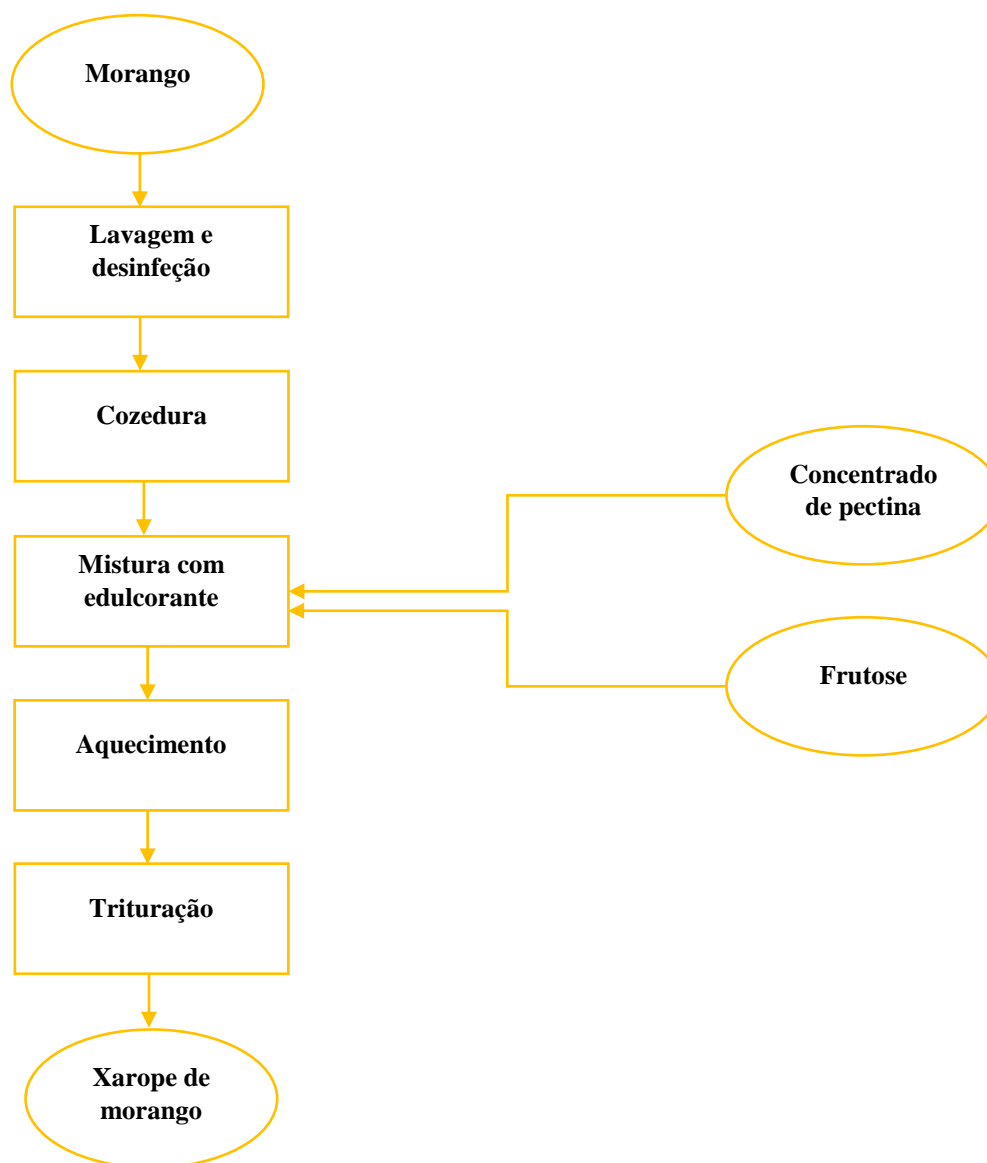 Morango
Lavagem e
desinfeção
Cozedura
Concentrado
de pectina
Mistura com
edulcorante
Frutose
Aquecimento
Trituração
Xarope de
morango